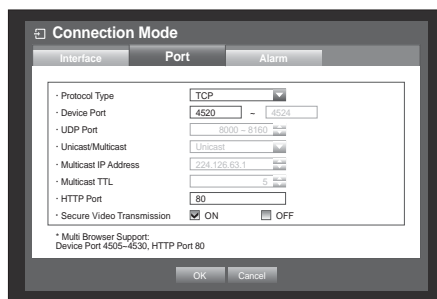 Connection Mode
Interface Port Alarm
· Protocol Type TCP
· Device Port 4520 ~ 4524
· UDP Port 8000 ~ 8160
· Unicast/Multicast Unicast
· Multicast IP Address 224.126.63.1
· Multicast TTL 5
· HTTP Port 80
· Secure Video Transmission ON OFF
* Multi Browser Support:
Device Port 4505~4530, HTTP Port 80
OK Cancel